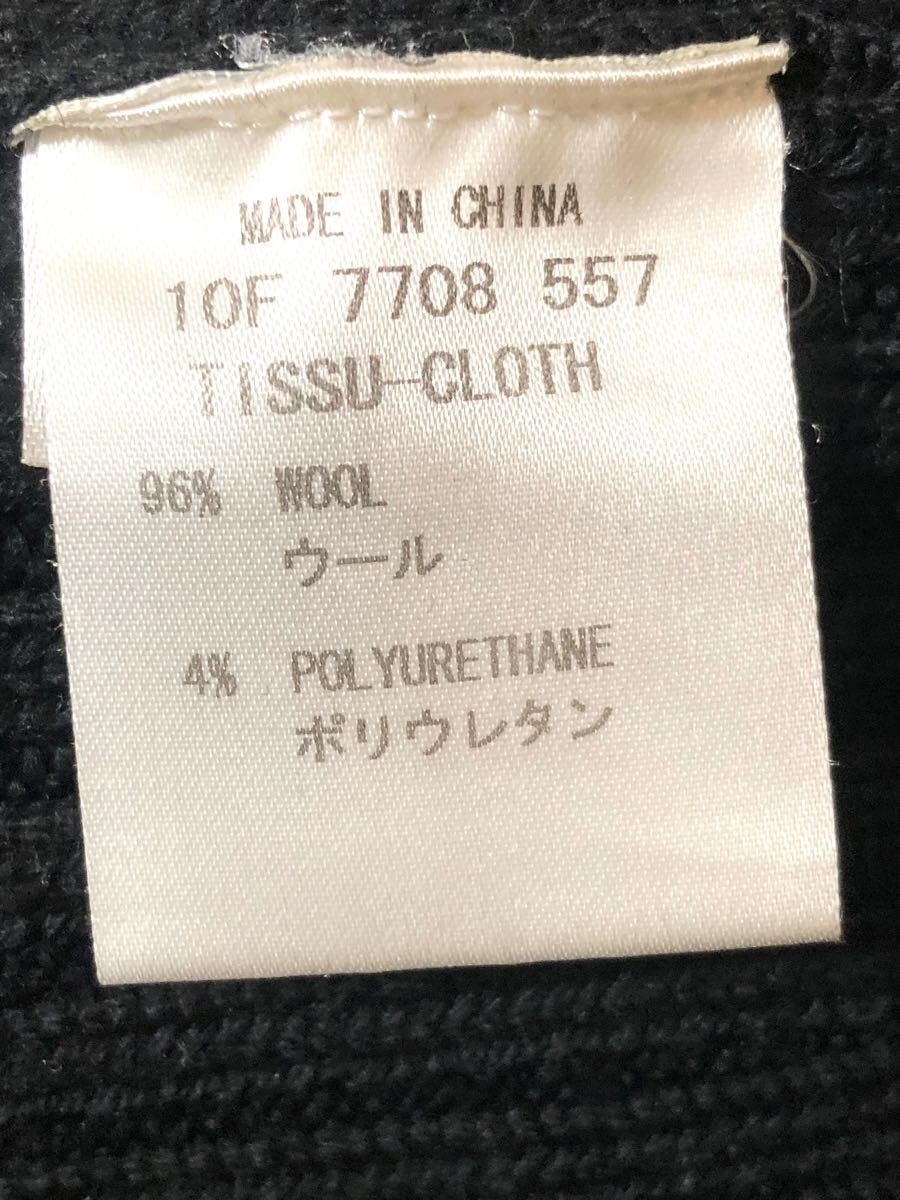 MADE IN CHINA
10F 7708 557
TISSU-CLOTH
96% WOOL
ウール
4% POLYURETHANE
ポリウレタン